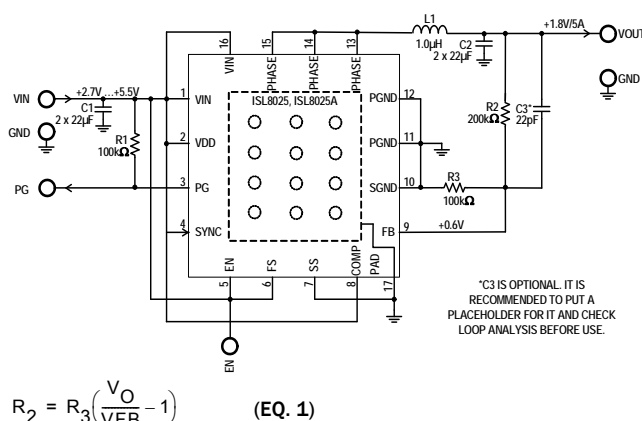 L1
1.0µH
+1.8V/5A
VOUT
C2
2 x 22µF
GND
16
15
14
13
VIN
PHASE
PHASE
PHASE
ISL8025, ISL8025A
VIN
+2.7V...+5.5V
C1
2 x 22µF
GND
R1
100kΩ
PG
1
VIN
2
VDD
3
PG
4
SYNC
PGND
12
PGND
11
SGND
10
FB
9
R3
100kΩ
R2
200kΩ
C3*
22pF
+0.6V
EN
FS
SS
COMP
PAD
5
6
7
8
17
EN
*C3 IS OPTIONAL. IT IS
RECOMMENDED TO PUT A
PLACEHOLDER FOR IT AND CHECK
LOOP ANALYSIS BEFORE USE.
R2 = R3(VO/VFB – 1) (EQ. 1)